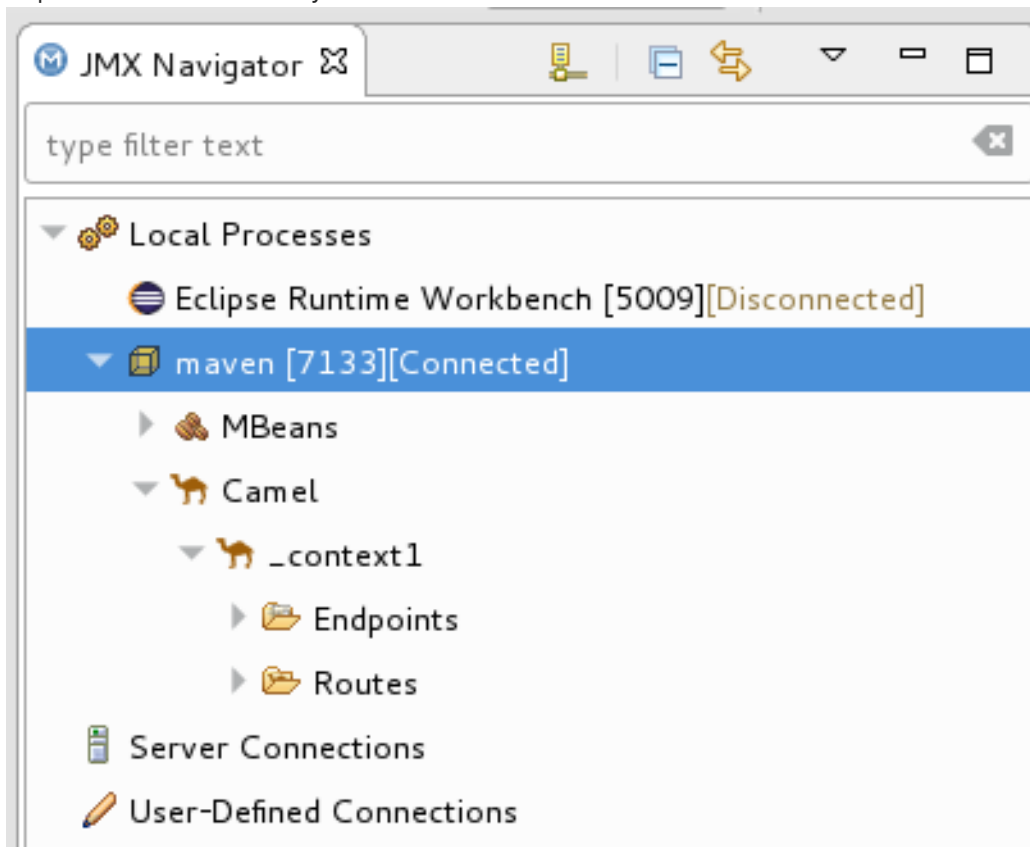 JMX Navigator
type filter text
Local Processes
Eclipse Runtime Workbench [5009][Disconnected]
maven [7133][Connected]
MBeans
Camel
_context1
Endpoints
Routes
Server Connections
User-Defined Connections